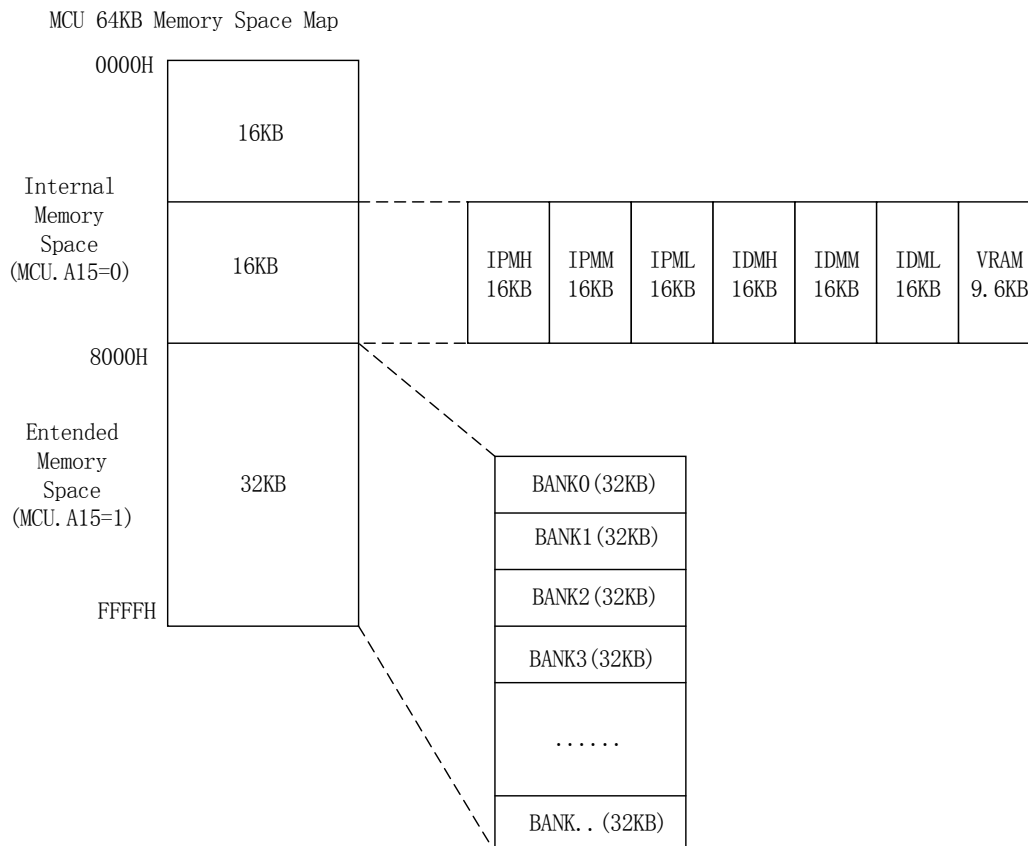 MCU 64KB Memory Space Map
0000H
16KB
Internal
Memory
Space
(MCU.A15=0)
16KB
IPMH
16KB
IPMM
16KB
IPML
16KB
IDMH
16KB
IDMM
16KB
IDML
16KB
VRAM
9.6KB
8000H
Entended
Memory
Space
(MCU.A15=1)
32KB
FFFFH
BANK0(32KB)
BANK1(32KB)
BANK2(32KB)
BANK3(32KB)
......
BANK..(32KB)